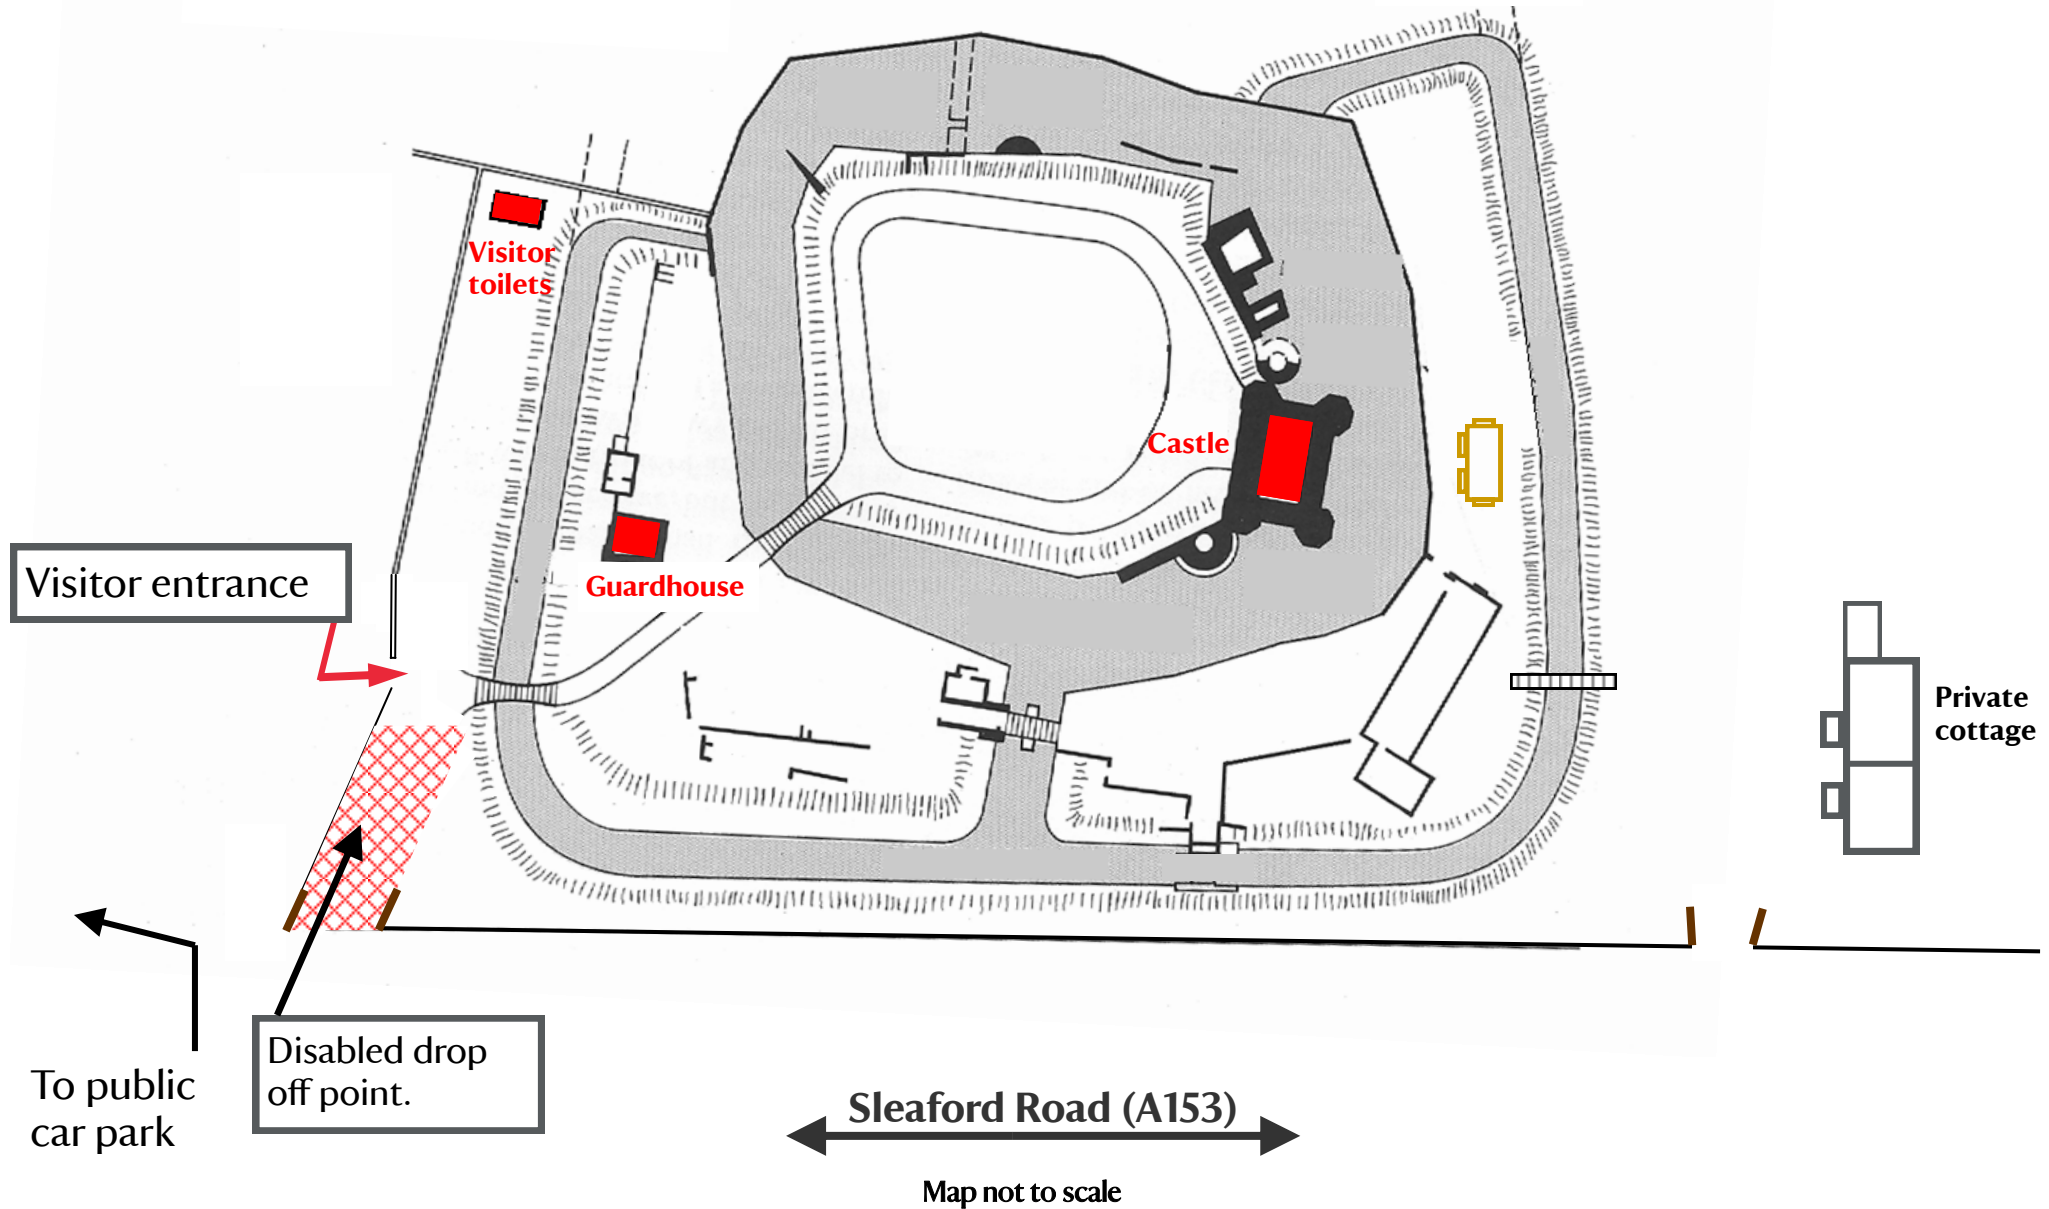 Visitor
toilets
Castle
Visitor entrance
Guardhouse
Private
cottage
Disabled drop
off point.
To public
car park
Sleaford Road (A153)
Map not to scale